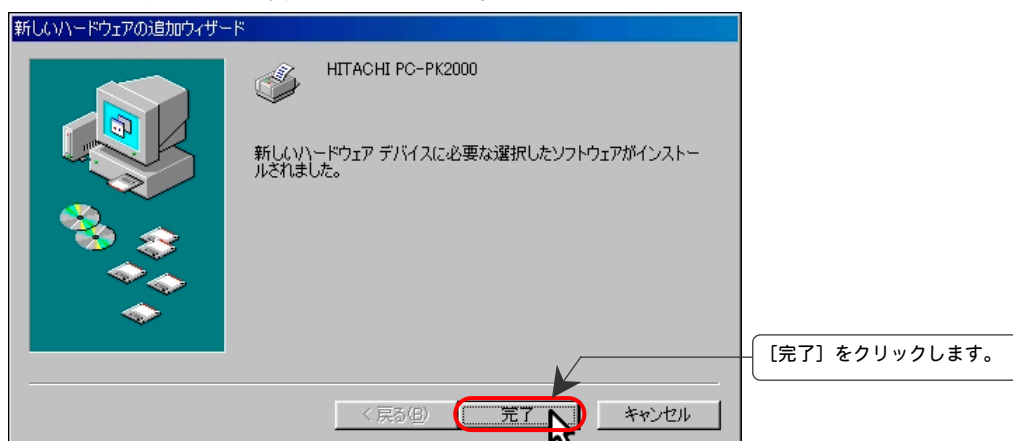 新しいハードウェアの追加ウィザード
HITACHI PC-PK2000
新しいハードウェア デバイスに必要な選択したソフトウェアがインストー
ルされました。
［完了］をクリックします。
< 戻る(B)
完了
キャンセル